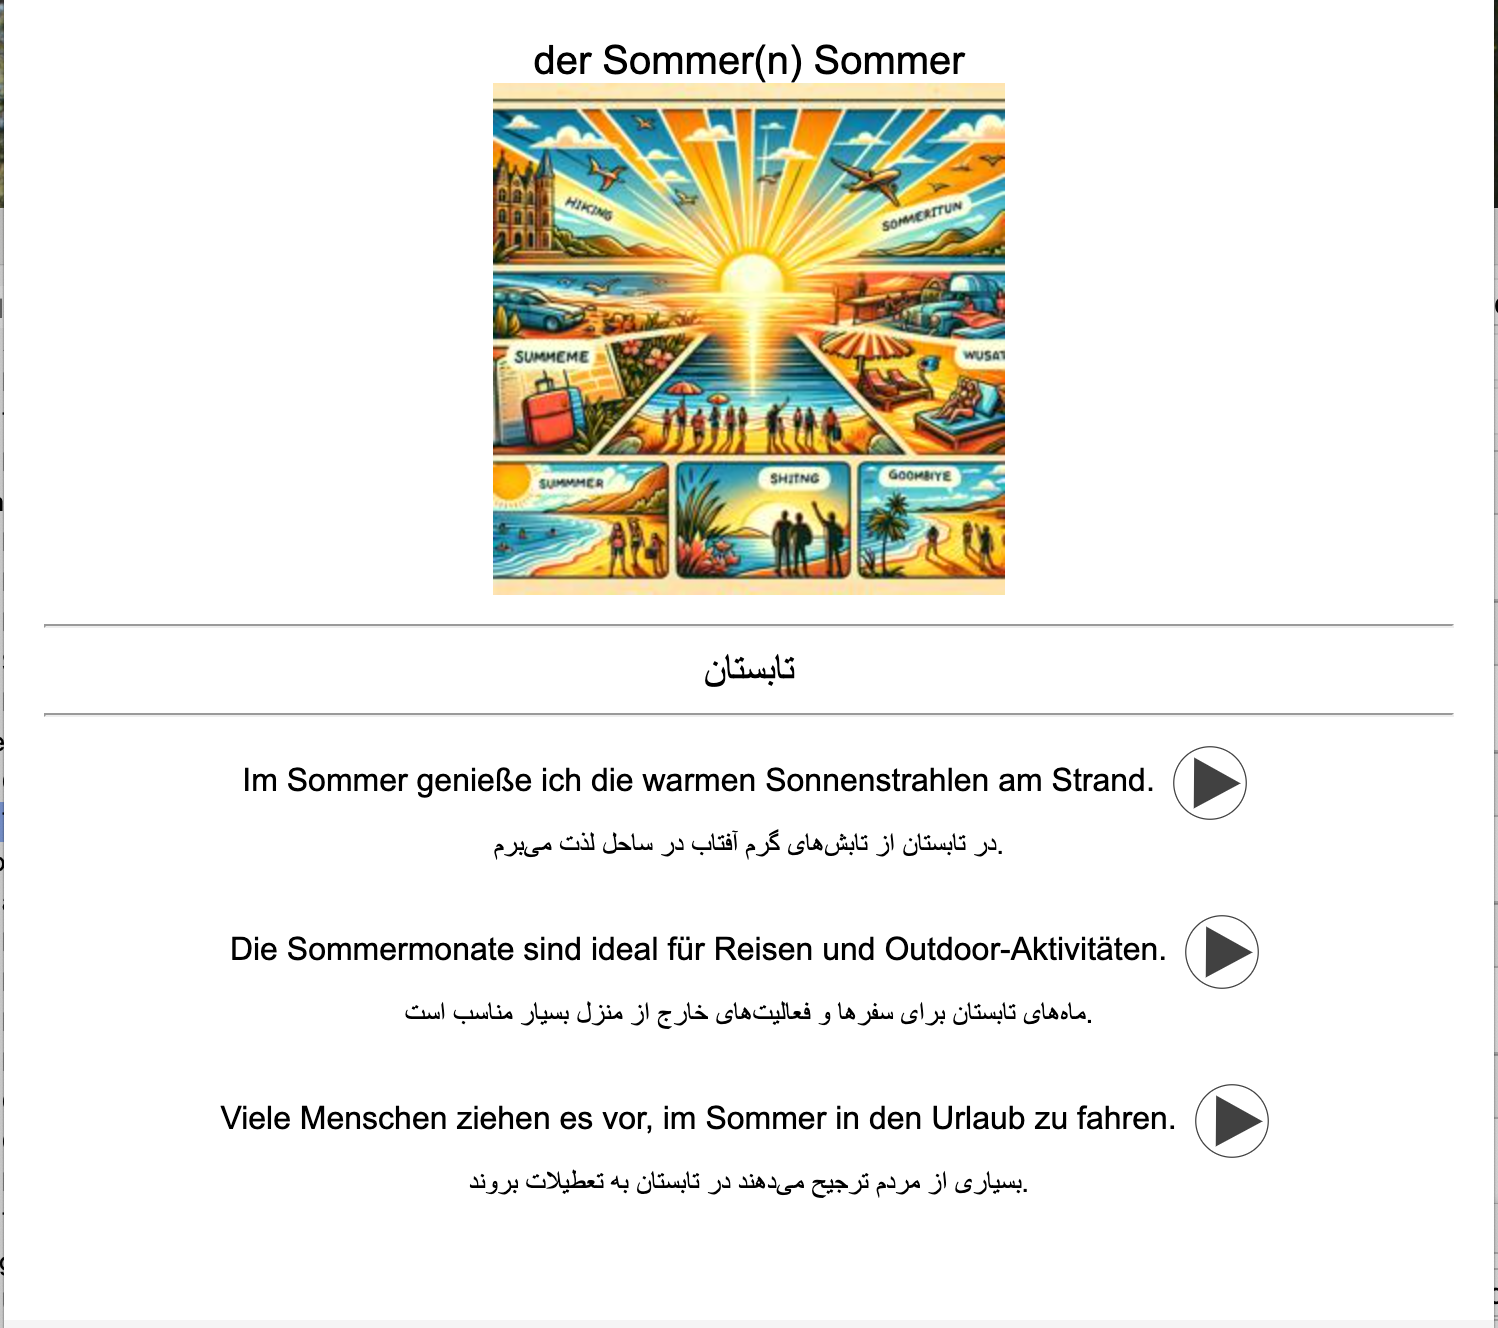 der Sommer(n) Sommer
HIKING
SOMMERITUN
SUMMEME
WUSAT
SUMMMER
SHITNG
GOOMBIYE
تابستان
Im Sommer genieße ich die warmen Sonnenstrahlen am Strand.
در تابستان از تابش‌های گرم آفتاب در ساحل لذت می‌برم.
Die Sommermonate sind ideal für Reisen und Outdoor-Aktivitäten.
ماه‌های تابستان برای سفرها و فعالیت‌های خارج از منزل بسیار مناسب است.
Viele Menschen ziehen es vor, im Sommer in den Urlaub zu fahren.
بسیاری از مردم ترجیح می‌دهند در تابستان به تعطیلات بروند.